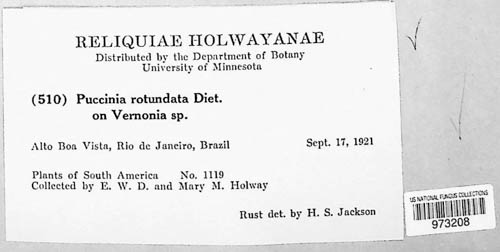 RELIQUIAE HOLWAYANAE
Distributed by the Department of Botany
University of Minnesota
(510) Puccinia rotundata Diet.
on Vernonia sp.
Alto Boa Vista, Rio de Janeiro, Brazil Sept. 17, 1921
Plants of South America No. 1119
Collected by E. W. D. and Mary M. Holway
Rust det. by H. S. Jackson
US NATIONAL FUNGUS COLLECTIONS
973208